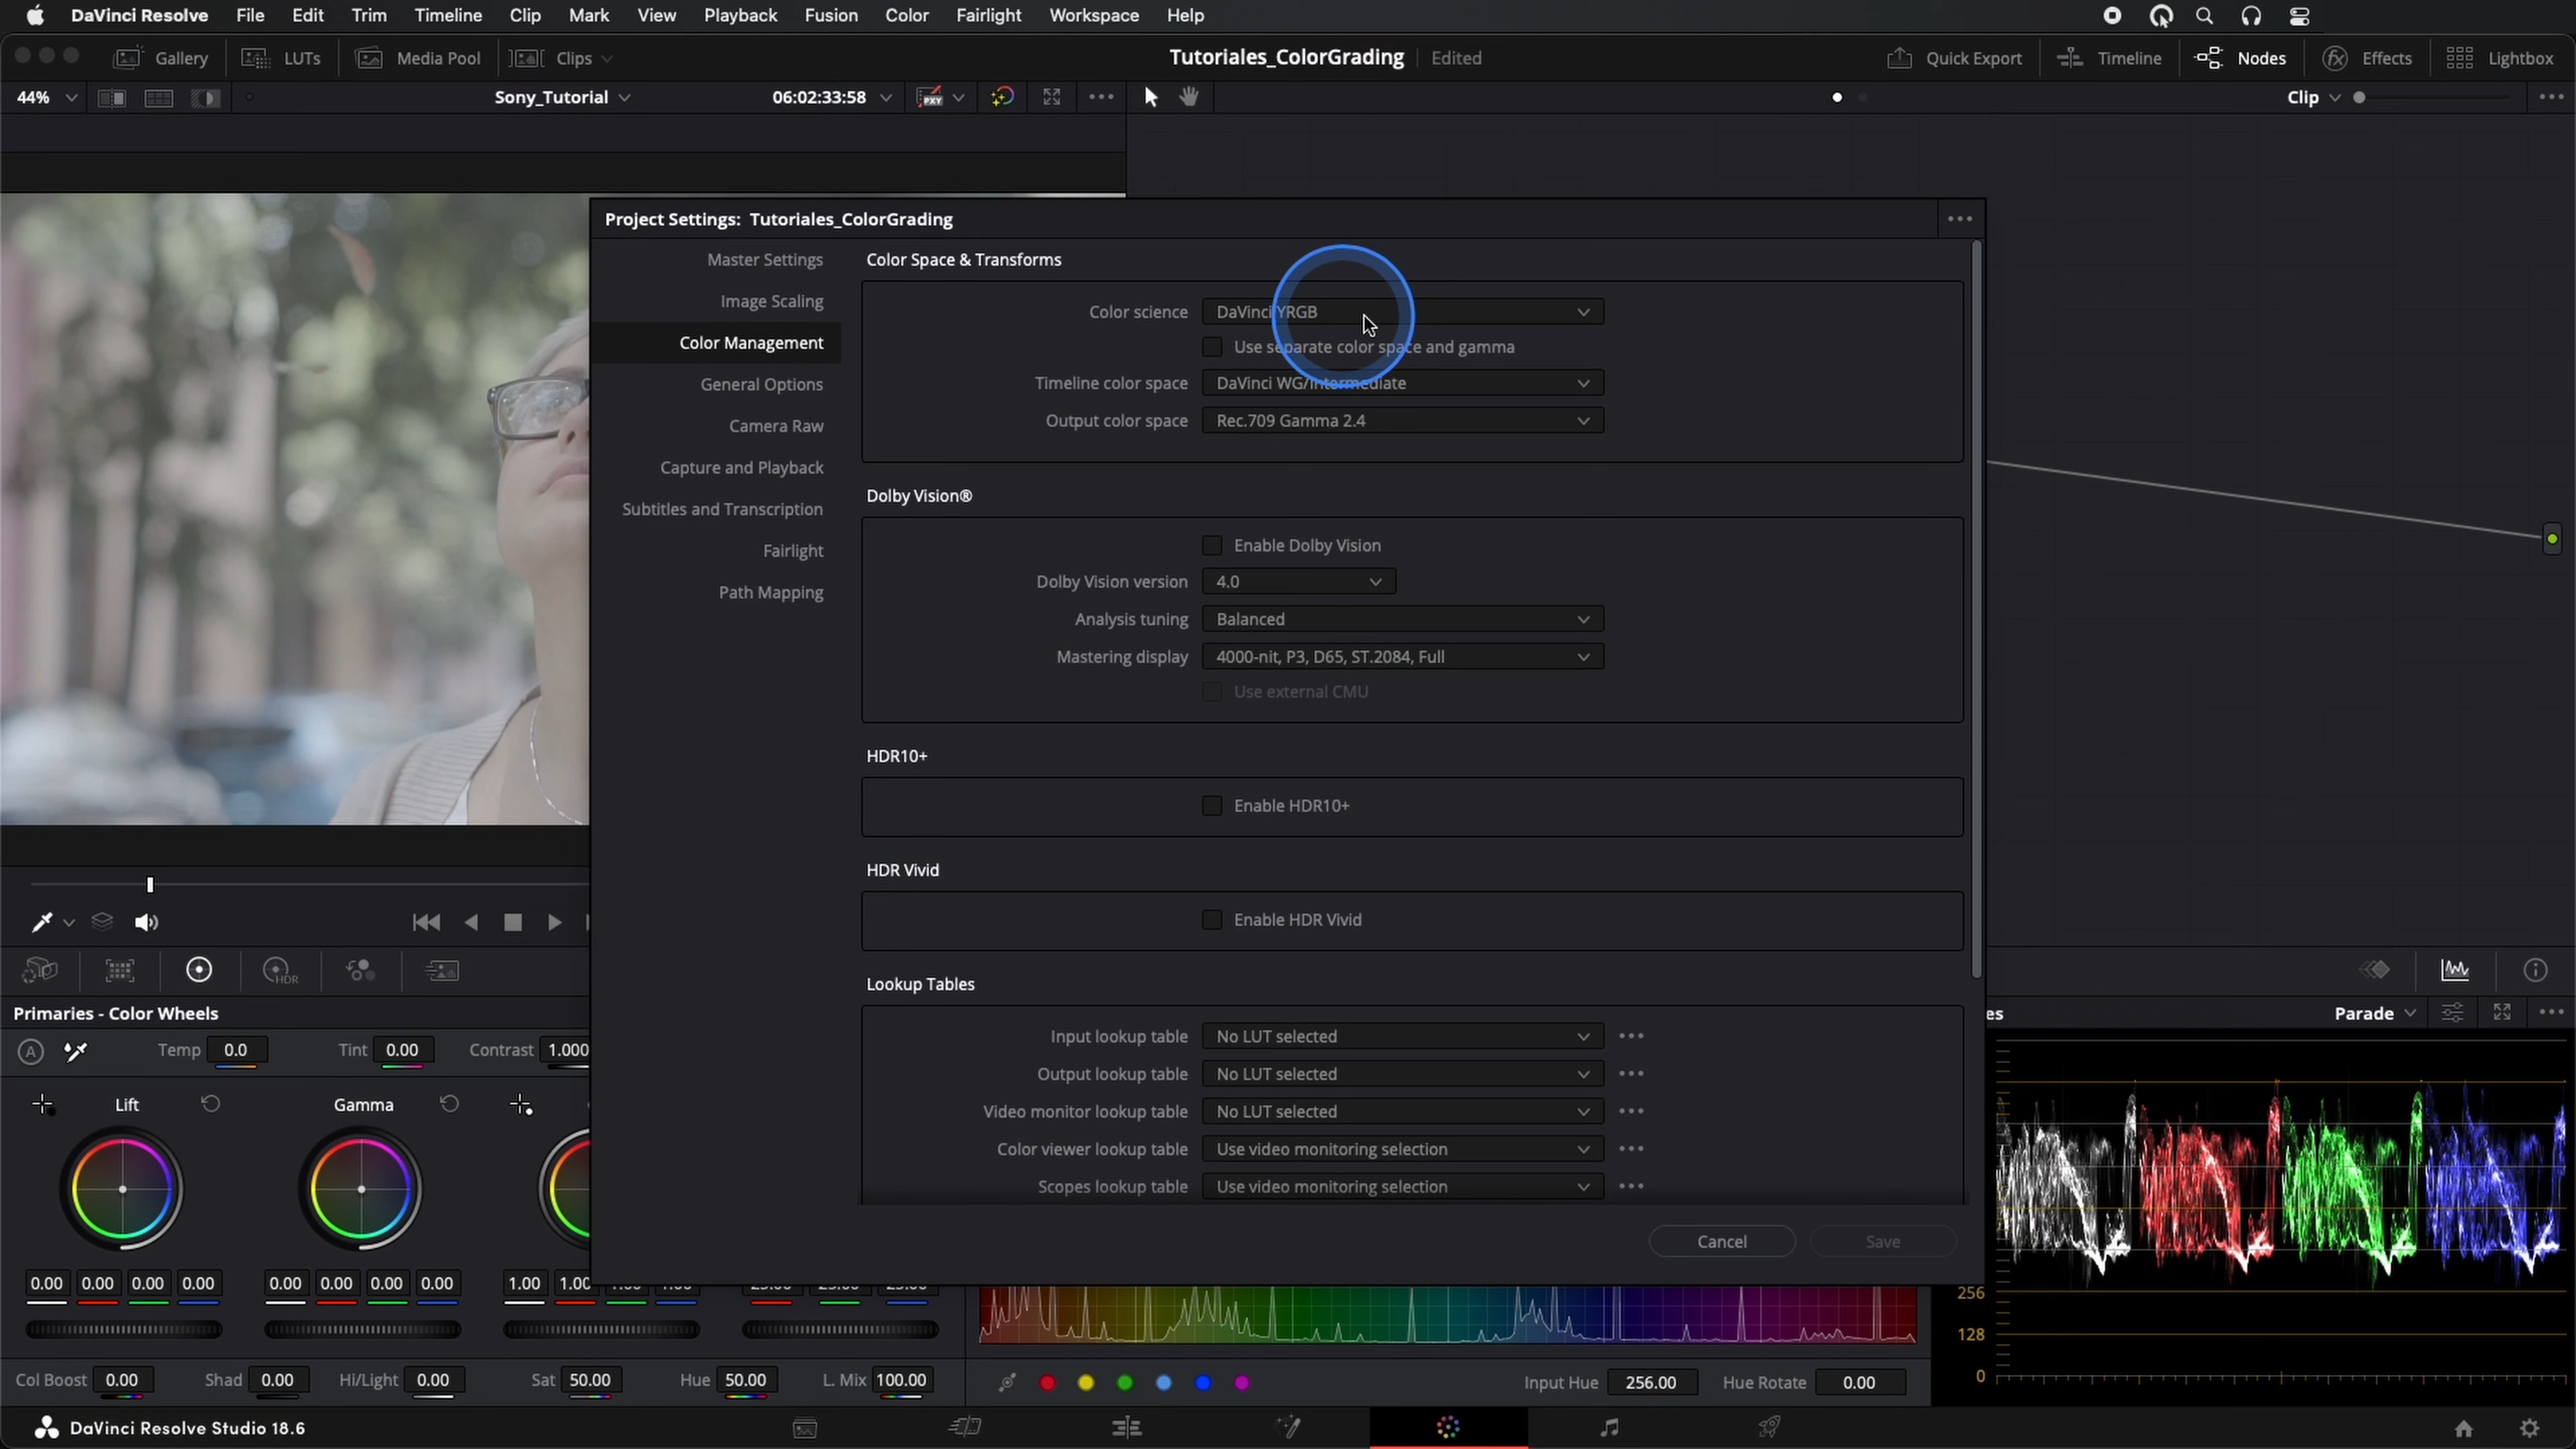 DaVinci Resolve File Edit Trim Timeline Clip Mark View Playback Fusion Color Fairlight Workspace Help
Gallery LUTs Media Pool Clips Tutoriales_ColorGrading Edited Quick Export Timeline Nodes Effects Lightbox
44% Sony_Tutorial 06:02:33:58 PXY Clip
Project Settings: Tutoriales_ColorGrading
Master Settings
Image Scaling
Color Management
General Options
Camera Raw
Capture and Playback
Subtitles and Transcription
Fairlight
Path Mapping
Color Space & Transforms
Color science DaVinci YRGB
Use separate color space and gamma
Timeline color space DaVinci WG/Intermediate
Output color space Rec.709 Gamma 2.4
Dolby Vision®
Enable Dolby Vision
Dolby Vision version 4.0
Analysis tuning Balanced
Mastering display 4000-nit, P3, D65, ST.2084, Full
Use external CMU
HDR10+
Enable HDR10+
HDR Vivid
Enable HDR Vivid
Lookup Tables
Input lookup table No LUT selected
Output lookup table No LUT selected
Video monitor lookup table No LUT selected
Color viewer lookup table Use video monitoring selection
Scopes lookup table Use video monitoring selection
Cancel Save
HDR
Primaries - Color Wheels
A Temp 0.0 Tint 0.00 Contrast 1.000
Lift Gamma
0.00 0.00 0.00 0.00 0.00 0.00 0.00 0.00 1.00
Col Boost 0.00 Shad 0.00 Hi/Light 0.00 Sat 50.00 Hue 50.00 L. Mix 100.00
Input Hue 256.00 Hue Rotate 0.00
es Parade
256
128
0
DaVinci Resolve Studio 18.6